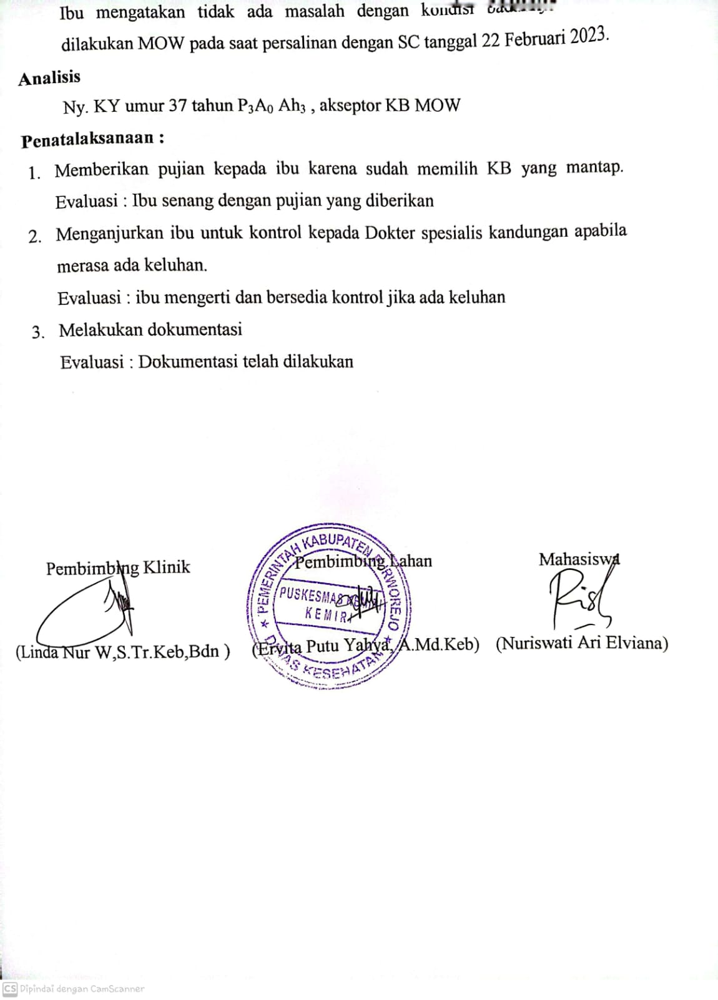 Ibu mengatakan tidak ada masalah dengan kondisi
dilakukan MOW pada saat persalinan dengan SC tanggal 22 Februari 2023.
Analisis
Ny. KY umur 37 tahun P₃A₀ Ah₃ , akseptor KB MOW
Penatalaksanaan :
1. Memberikan pujian kepada ibu karena sudah memilih KB yang mantap.
Evaluasi : Ibu senang dengan pujian yang diberikan
2. Menganjurkan ibu untuk kontrol kepada Dokter spesialis kandungan apabila
merasa ada keluhan.
Evaluasi : ibu mengerti dan bersedia kontrol jika ada keluhan
3. Melakukan dokumentasi
Evaluasi : Dokumentasi telah dilakukan
Pembimbing Klinik
Pembimbing Lahan
Mahasiswa
PEMERINTAH KABUPATEN PURWOREJO
PUSKESMAS
KEMIRI
DINAS KESEHATAN
(Linda Nur W,S.Tr.Keb,Bdn )
(Ervita Putu Yahya, A.Md.Keb)
(Nuriswati Ari Elviana)
CS Dipindai dengan CamScanner